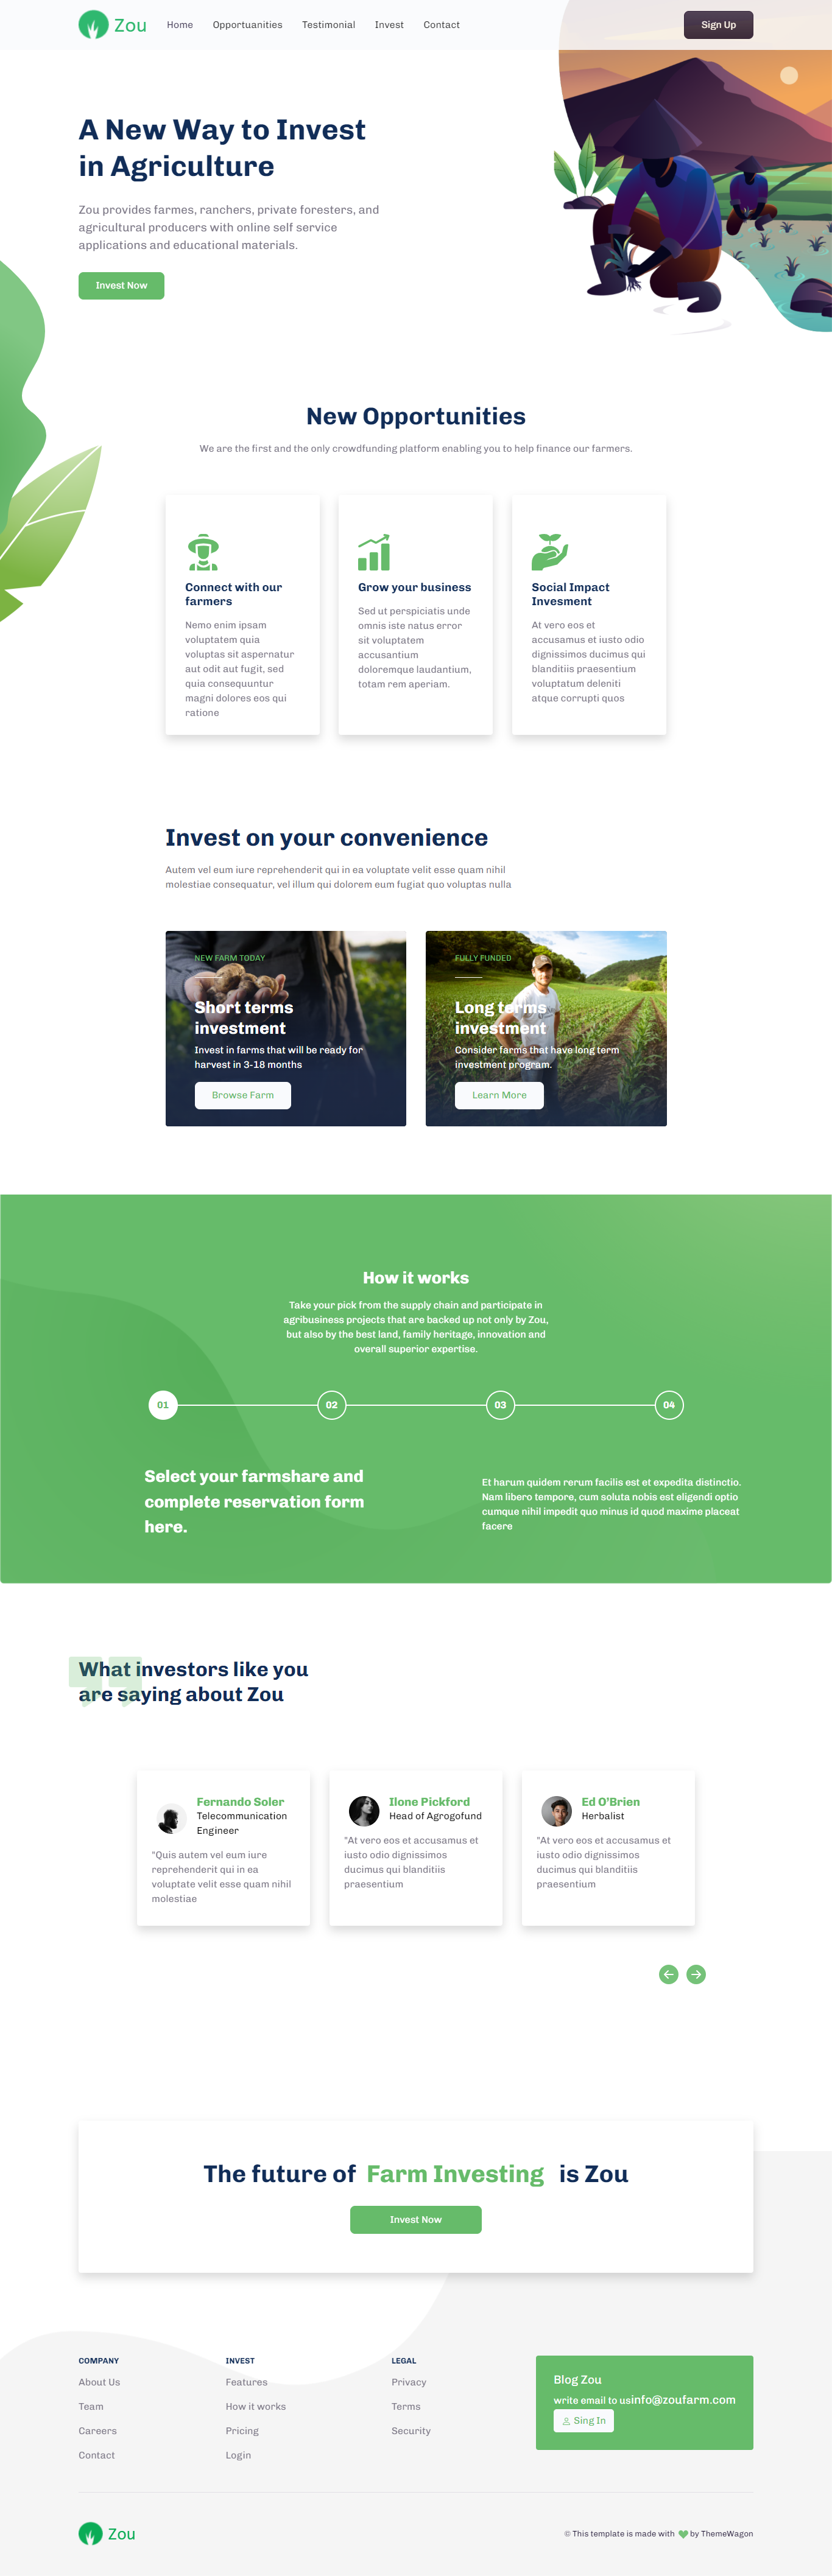 Zou
Home
Opportuanities
Testimonial
Invest
Contact
Sign Up
A New Way to Invest
in Agriculture
Zou provides farmes, ranchers, private foresters, and
agricultural producers with online self service
applications and educational materials.
Invest Now
New Opportunities
We are the first and the only crowdfunding platform enabling you to help finance our farmers.
Connect with our
farmers
Nemo enim ipsam
voluptatem quia
voluptas sit aspernatur
aut odit aut fugit, sed
quia consequuntur
magni dolores eos qui
ratione
Grow your business
Sed ut perspiciatis unde
omnis iste natus error
sit voluptatem
accusantium
doloremque laudantium,
totam rem aperiam.
Social Impact
Invesment
At vero eos et
accusamus et iusto odio
dignissimos ducimus qui
blanditiis praesentium
voluptatum deleniti
atque corrupti quos
Invest on your convenience
Autem vel eum iure reprehenderit qui in ea voluptate velit esse quam nihil
molestiae consequatur, vel illum qui dolorem eum fugiat quo voluptas nulla
NEW FARM TODAY
Short terms
investment
Invest in farms that will be ready for
harvest in 3-18 months
Browse Farm
FULLY FUNDED
Long terms
investment
Consider farms that have long term
investment program.
Learn More
How it works
Take your pick from the supply chain and participate in
agribusiness projects that are backed up not only by Zou,
but also by the best land, family heritage, innovation and
overall superior expertise.
01
02
03
04
Select your farmshare and
complete reservation form
here.
Et harum quidem rerum facilis est et expedita distinctio.
Nam libero tempore, cum soluta nobis est eligendi optio
cumque nihil impedit quo minus id quod maxime placeat
facere
What investors like you
are saying about Zou
Fernando Soler
Telecommunication
Engineer
"Quis autem vel eum iure
reprehenderit qui in ea
voluptate velit esse quam nihil
molestiae
Ilone Pickford
Head of Agrogofund
"At vero eos et accusamus et
iusto odio dignissimos
ducimus qui blanditiis
praesentium
Ed O'Brien
Herbalist
"At vero eos et accusamus et
iusto odio dignissimos
ducimus qui blanditiis
praesentium
The future of Farm Investing is Zou
Invest Now
COMPANY
About Us
Team
Careers
Contact
INVEST
Features
How it works
Pricing
Login
LEGAL
Privacy
Terms
Security
Blog Zou
write email to usinfo@zoufarm.com
Sing In
Zou
© This template is made with by ThemeWagon